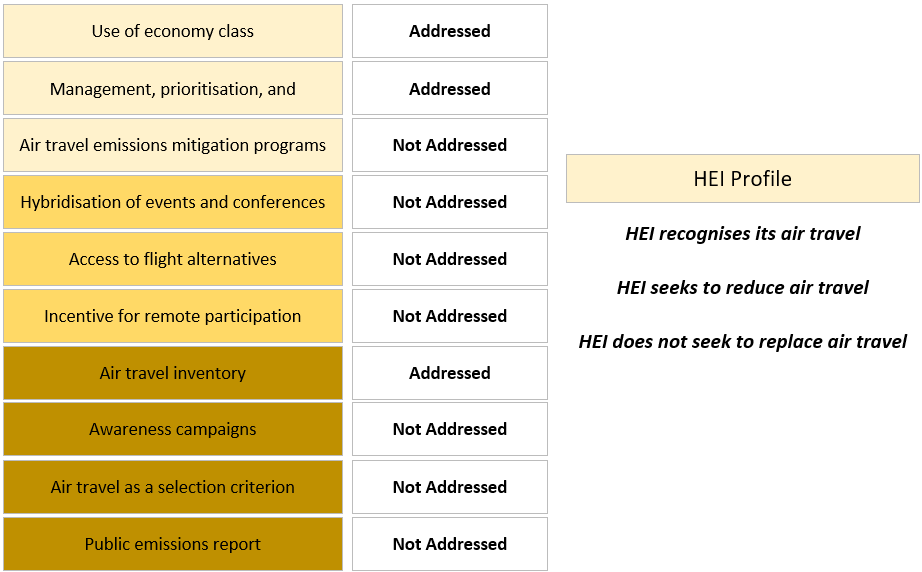 Use of economy class
Addressed
Management, prioritisation, and
Addressed
Air travel emissions mitigation programs
Not Addressed
Hybridisation of events and conferences
Not Addressed
Access to flight alternatives
Not Addressed
Incentive for remote participation
Not Addressed
Air travel inventory
Addressed
Awareness campaigns
Not Addressed
Air travel as a selection criterion
Not Addressed
Public emissions report
Not Addressed
HEI Profile
HEI recognises its air travel
HEI seeks to reduce air travel
HEI does not seek to replace air travel